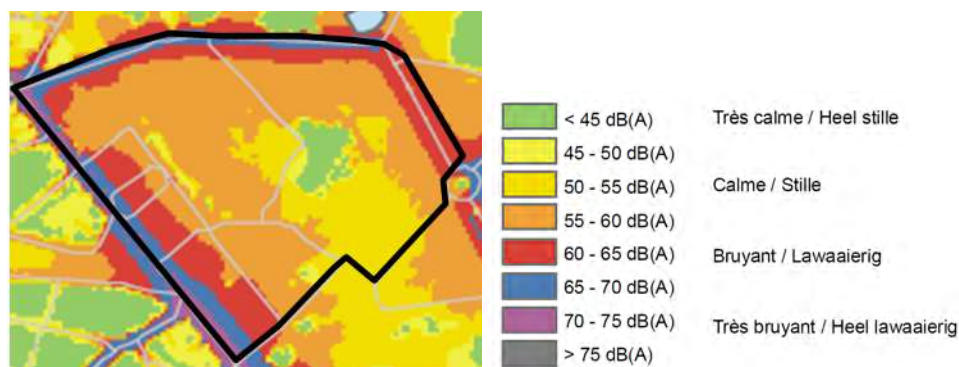 < 45 dB(A) Très calme / Heel stille
45 - 50 dB(A)
50 - 55 dB(A) Calme / Stille
55 - 60 dB(A)
60 - 65 dB(A) Bruyant / Lawaaierig
65 - 70 dB(A)
70 - 75 dB(A) Très bruyant / Heel lawaaierig
> 75 dB(A)